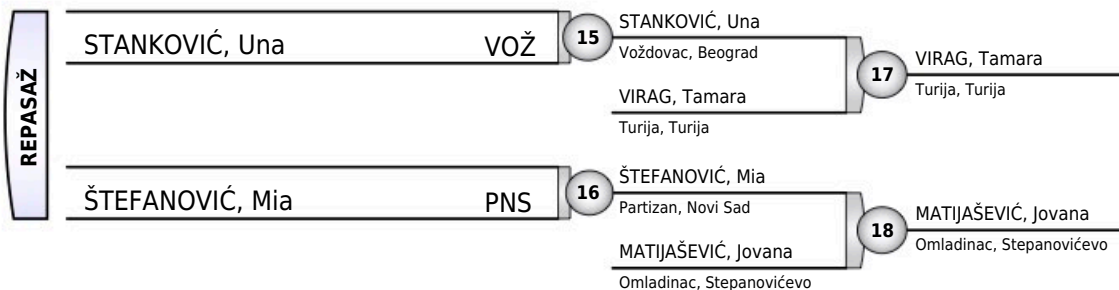 REPASAŽ
STANKOVIĆ, Una VOŽ
15
STANKOVIĆ, Una
Voždovac, Beograd
VIRAG, Tamara
Turija, Turija
17
VIRAG, Tamara
Turija, Turija
ŠTEFANOVIĆ, Mia PNS
16
ŠTEFANOVIĆ, Mia
Partizan, Novi Sad
MATIJAŠEVIĆ, Jovana
Omladinac, Stepanovićevo
18
MATIJAŠEVIĆ, Jovana
Omladinac, Stepanovićevo